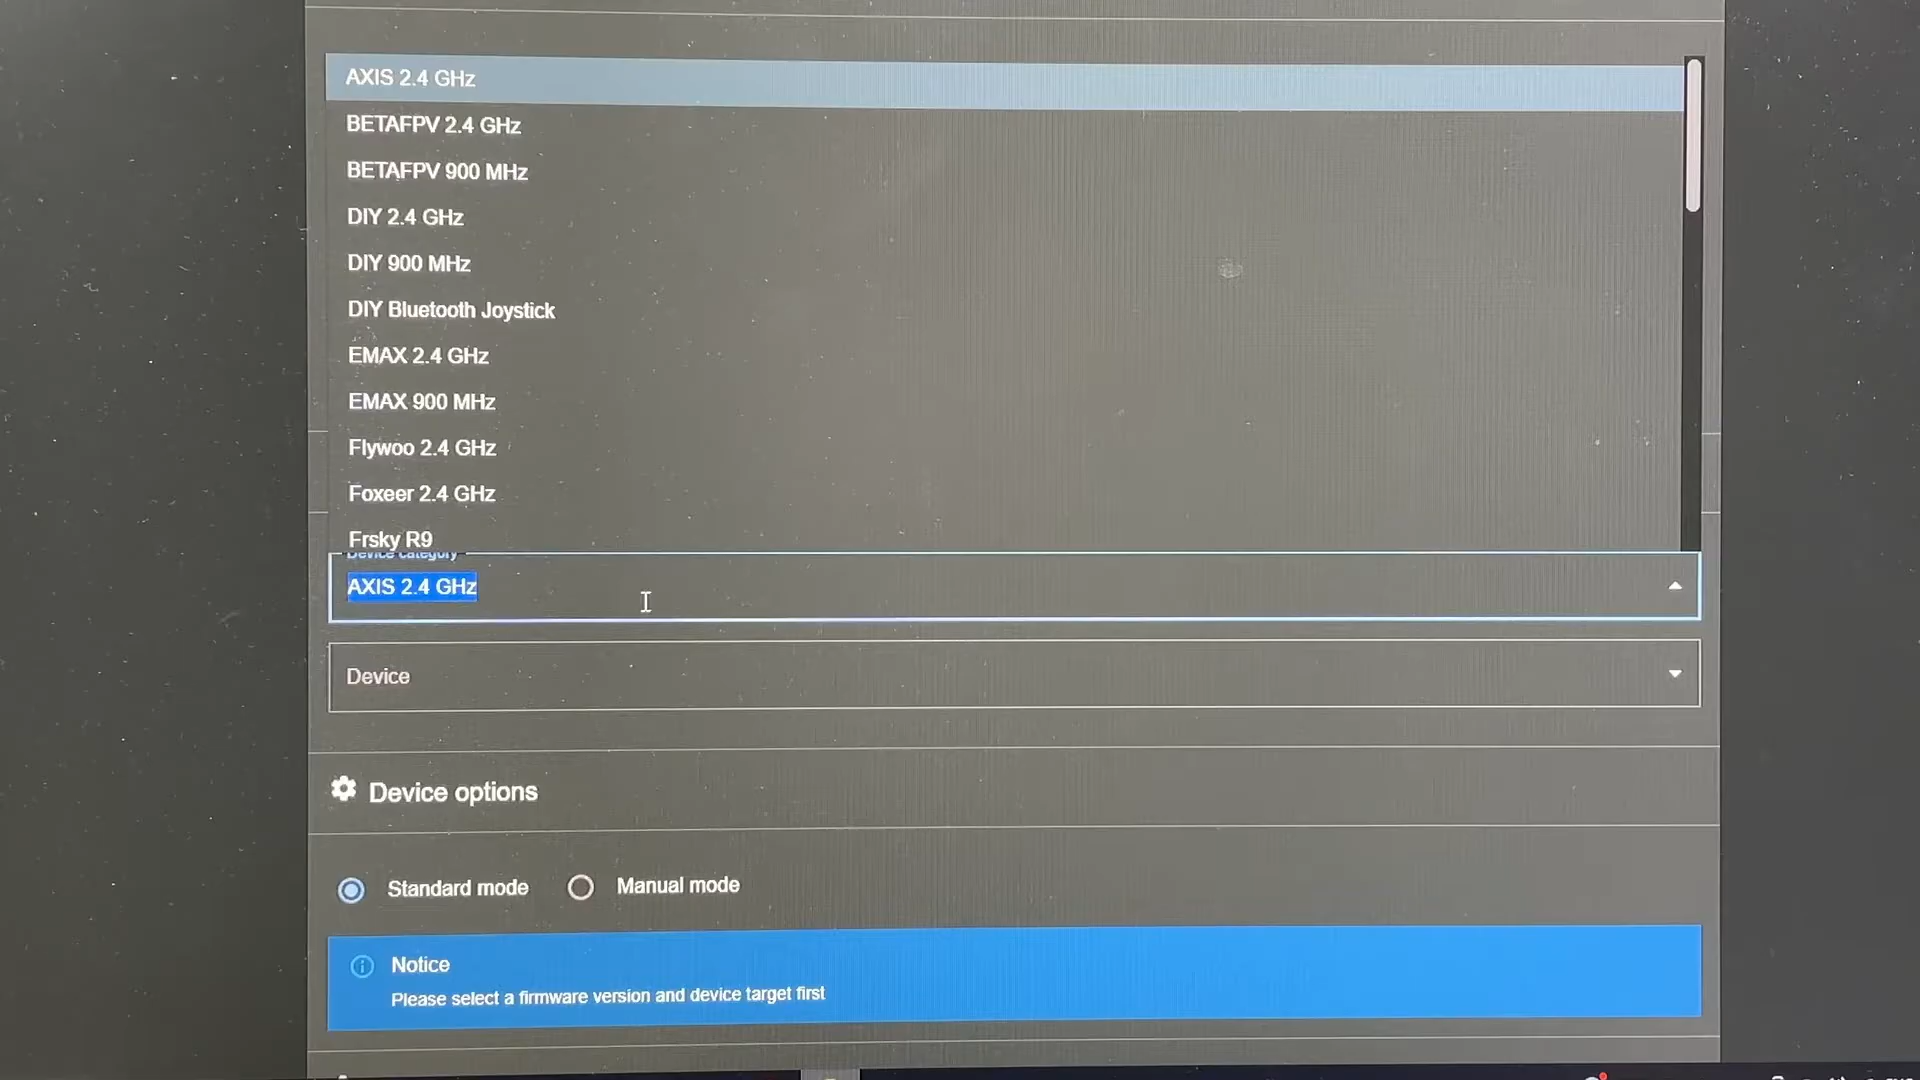 AXIS 2.4 GHz
BETAFPV 2.4 GHz
BETAFPV 900 MHz
DIY 2.4 GHz
DIY 900 MHz
DIY Bluetooth Joystick
EMAX 2.4 GHz
EMAX 900 MHz
Flywoo 2.4 GHz
Foxeer 2.4 GHz
Frsky R9
Device category
AXIS 2.4 GHz
Device
Device options
Standard mode Manual mode
Notice
Please select a firmware version and device target first